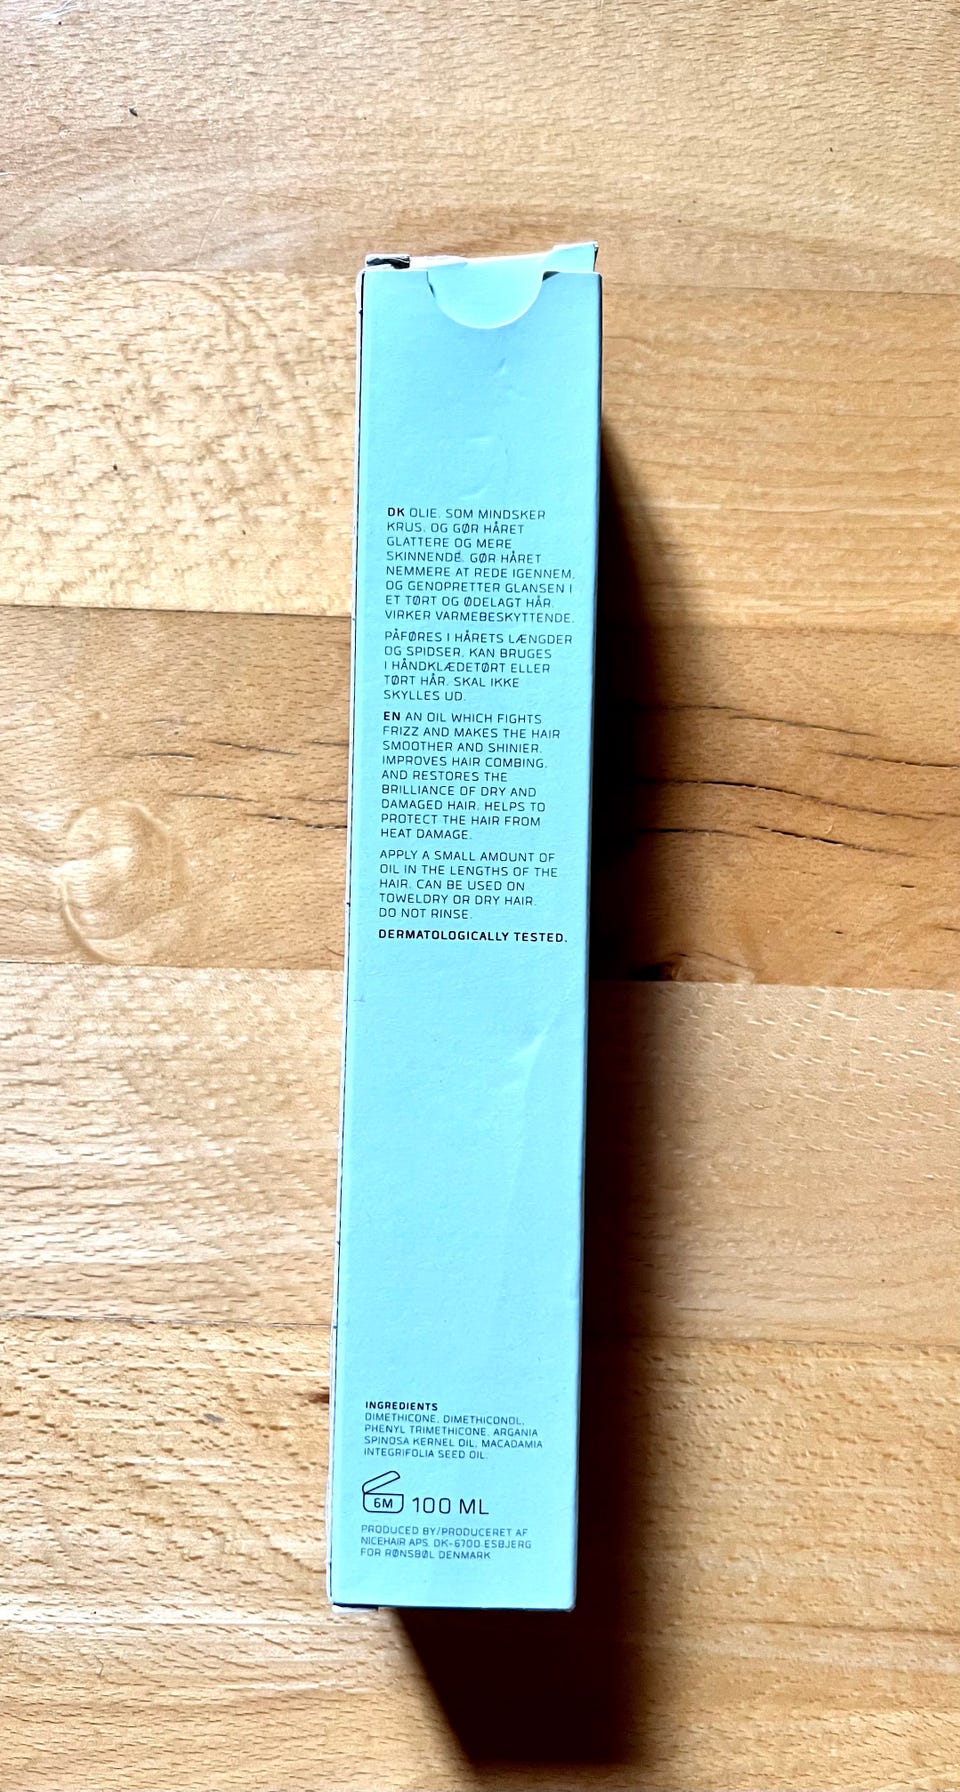 DK OLIE, SOM MINDSKER
KRUS, OG GØR HÅRET
GLATTERE OG MERE
SKINNENDE. GØR HÅRET
NEMMERE AT REDE IGENNEM,
OG GENOPRETTER GLANSEN I
ET TØRT OG ØDELAGT HÅR.
VIRKER VARMEBESKYTTENDE.
PÅFØRES I HÅRETS LÆNGDER
OG SPIDSER, KAN BRUGES
I HÅNDKLÆDETØRT ELLER
TØRT HÅR. SKAL IKKE
SKYLLES UD.
EN AN OIL WHICH FIGHTS
FRIZZ AND MAKES THE HAIR
SMOOTHER AND SHINIER.
IMPROVES HAIR COMBING,
AND RESTORES THE
BRILLIANCE OF DRY AND
DAMAGED HAIR. HELPS TO
PROTECT THE HAIR FROM
HEAT DAMAGE.
APPLY A SMALL AMOUNT OF
OIL IN THE LENGTHS OF THE
HAIR. CAN BE USED ON
TOWELDRY OR DRY HAIR.
DO NOT RINSE.
DERMATOLOGICALLY TESTED.
INGREDIENTS
DIMETHICONE, DIMETHICONOL,
PHENYL TRIMETHICONE, ARGANIA
SPINOSA KERNEL OIL, MACADAMIA
INTEGRIFOLIA SEED OIL.
6M 100 ML
PRODUCED BY/PRODUCERET AF
NICEHAIR APS. DK-6700 ESBJERG
FOR RØNSBØL DENMARK